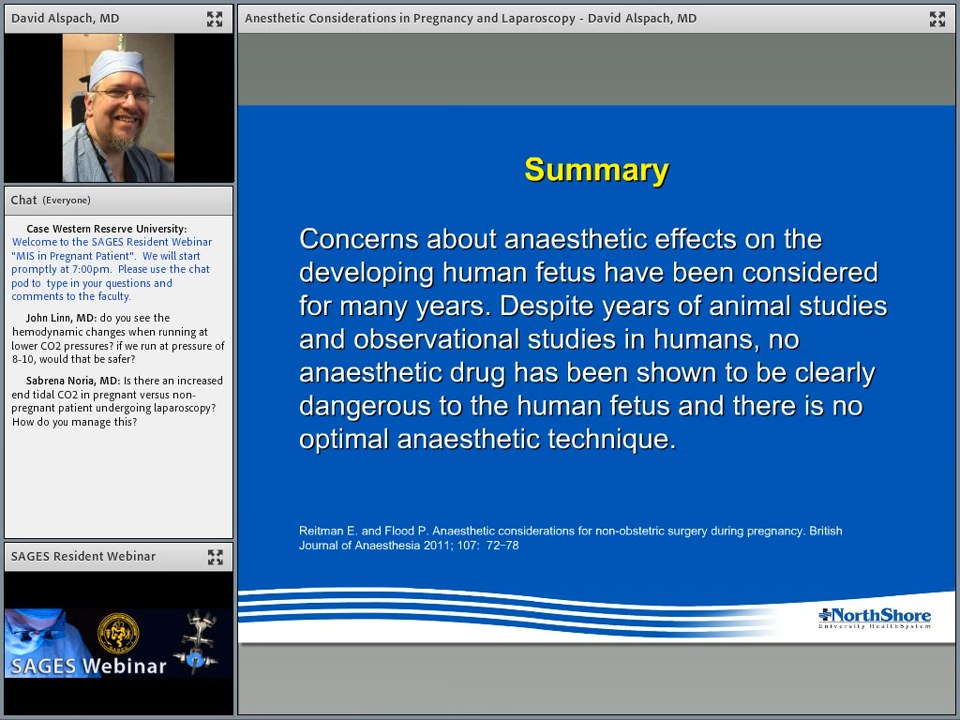 David Alspach, MD
Anesthetic Considerations in Pregnancy and Laparoscopy - David Alspach, MD
Chat (Everyone)
Case Western Reserve University:
Welcome to the SAGES Resident Webinar
"MIS in Pregnant Patient". We will start
promptly at 7:00pm. Please use the chat
pod to type in your questions and
comments to the faculty.
John Linn, MD: do you see the
hemodynamic changes when running at
lower CO2 pressures? if we run at pressure of
8-10, would that be safer?
Sabrena Noria, MD: Is there an increased
end tidal CO2 in pregnant versus non-
pregnant patient undergoing laparoscopy?
How do you manage this?
SAGES Resident Webinar
SAGES Webinar
Summary
Concerns about anaesthetic effects on the
developing human fetus have been considered
for many years. Despite years of animal studies
and observational studies in humans, no
anaesthetic drug has been shown to be clearly
dangerous to the human fetus and there is no
optimal anaesthetic technique.
Reitman E. and Flood P. Anaesthetic considerations for non-obstetric surgery during pregnancy. British
Journal of Anaesthesia 2011; 107: 72–78
NorthShore
University HealthSystem